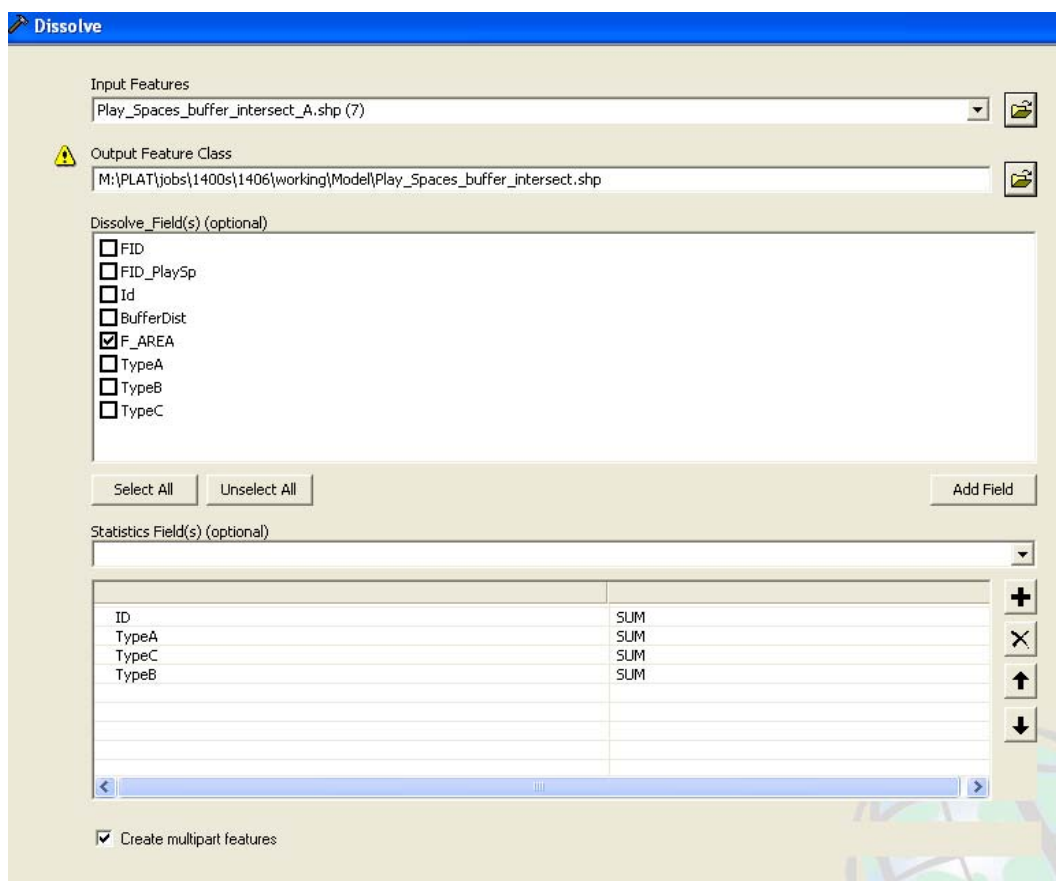 Dissolve
Input Features
Play_Spaces_buffer_intersect_A.shp (7)
Output Feature Class
M:\PLAT\jobs\1400s\1406\working\Model\Play_Spaces_buffer_intersect.shp
Dissolve_Field(s) (optional)
FID
FID_PlaySp
Id
BufferDist
F_AREA
TypeA
TypeB
TypeC
Select All Unselect All Add Field
Statistics Field(s) (optional)
ID SUM
TypeA SUM
TypeC SUM
TypeB SUM
Create multipart features